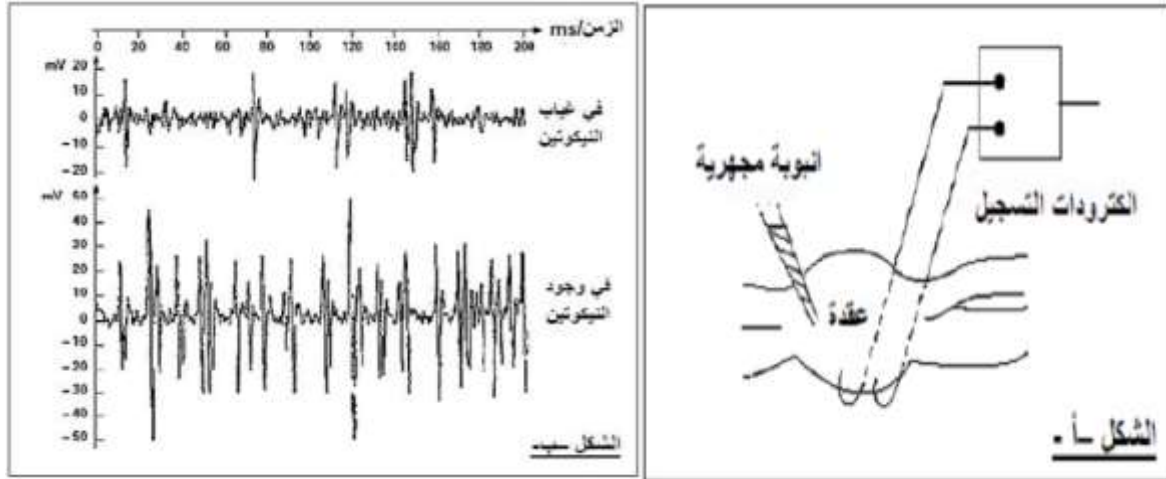 الزمن/ms
0 20 40 60 80 100 120 140 160 180 200
mV 20
10
0
−10
−20
في غياب
النيكوتين
mV 50
40
30
20
10
0
−10
−20
−30
−40
−50
في وجود
النيكوتين
الشكل –ب-
انبوبة مجهرية
الكترودات التسجيل
عقدة
الشكل –أ -